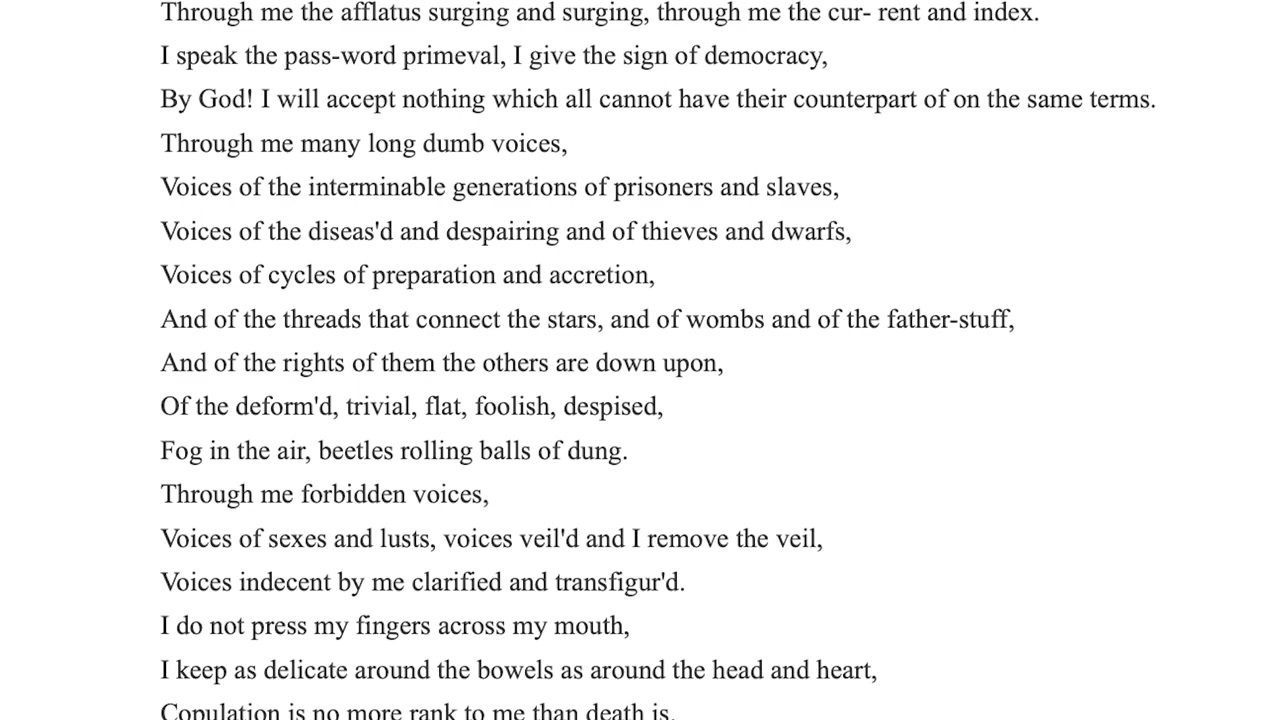 Through me the afflatus surging and surging, through me the cur- rent and index.
I speak the pass-word primeval, I give the sign of democracy,
By God! I will accept nothing which all cannot have their counterpart of on the same terms.
Through me many long dumb voices,
Voices of the interminable generations of prisoners and slaves,
Voices of the diseas'd and despairing and of thieves and dwarfs,
Voices of cycles of preparation and accretion,
And of the threads that connect the stars, and of wombs and of the father-stuff,
And of the rights of them the others are down upon,
Of the deform'd, trivial, flat, foolish, despised,
Fog in the air, beetles rolling balls of dung.
Through me forbidden voices,
Voices of sexes and lusts, voices veil'd and I remove the veil,
Voices indecent by me clarified and transfigur'd.
I do not press my fingers across my mouth,
I keep as delicate around the bowels as around the head and heart,
Copulation is no more rank to me than death is.